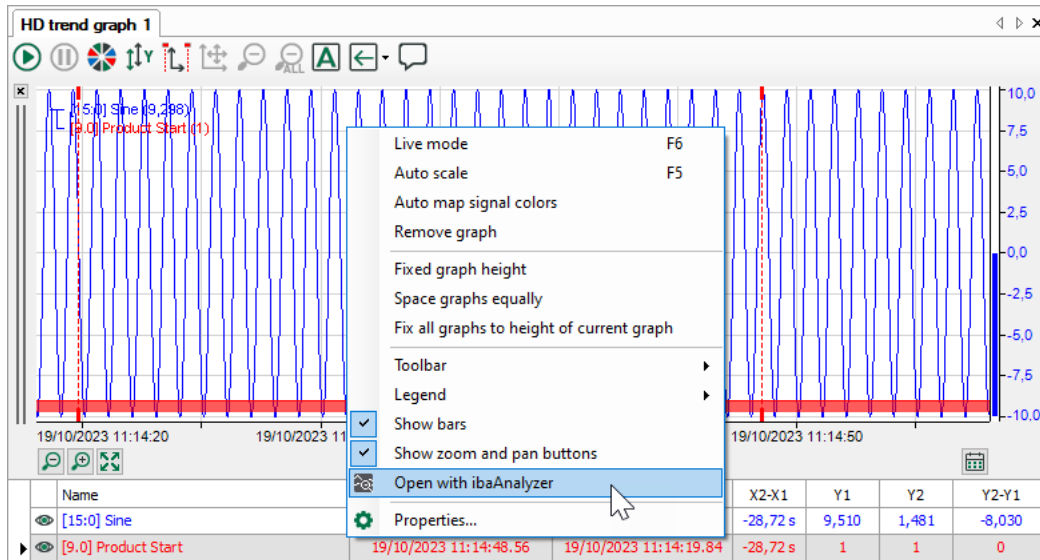 HD trend graph 1
Y
ALL
A
[15:0] Sine (9,298)
[9.0] Product Start (1)
10,0
7,5
5,0
2,5
0,0
-2,5
-5,0
-7,5
-10,0
Live mode F6
Auto scale F5
Auto map signal colors
Remove graph
Fixed graph height
Space graphs equally
Fix all graphs to height of current graph
Toolbar
Legend
Show bars
Show zoom and pan buttons
Open with ibaAnalyzer
Properties...
19/10/2023 11:14:20 19/10/2023 11 19/10/2023 11:14:50
Name X2-X1 Y1 Y2 Y2-Y1
[15:0] Sine -28,72 s 9,510 1,481 -8,030
[9.0] Product Start 19/10/2023 11:14:48.56 19/10/2023 11:14:19.84 -28,72 s 1 1 0